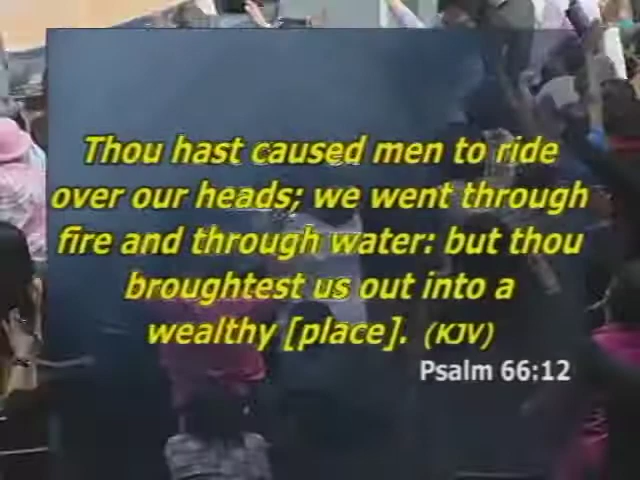 Thou hast caused men to ride
over our heads; we went through
fire and through water: but thou
broughtest us out into a
wealthy [place]. (KJV)
Psalm 66:12